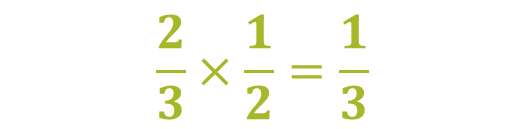 2/3 × 1/2 = 1/3